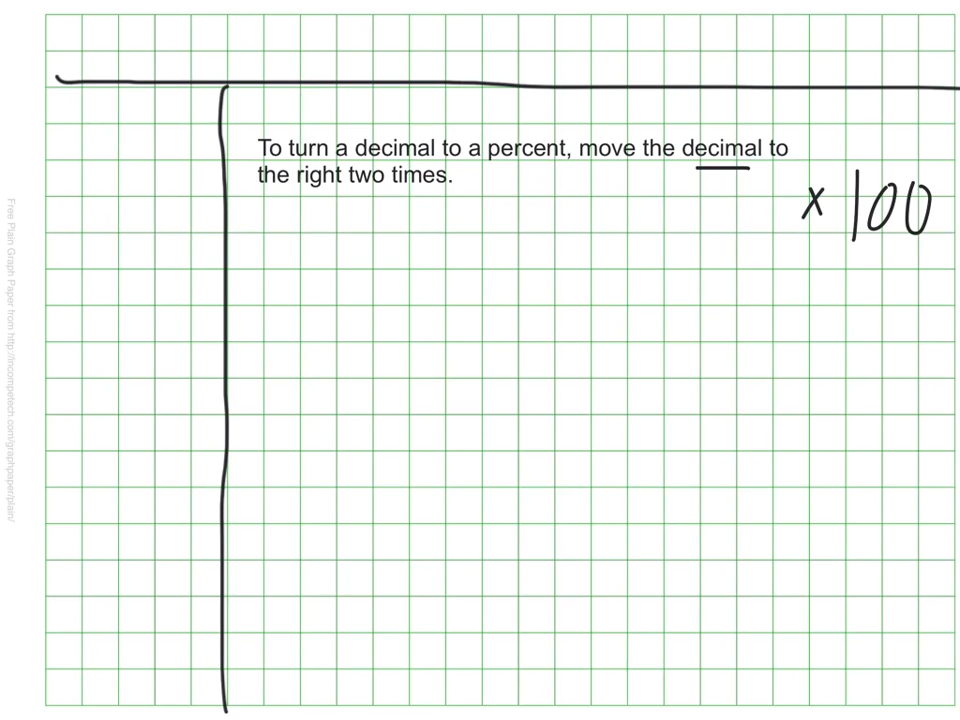 To turn a decimal to a percent, move the decimal to
the right two times.
x 100
Free Plain Graph Paper from http://incompetech.com/graphpaper/plain/